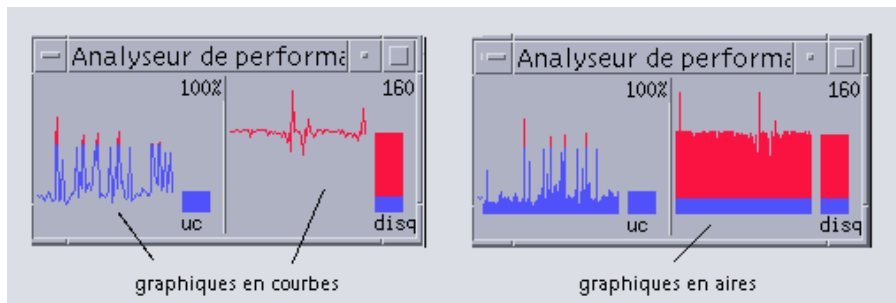 Analyseur de performa
100%
160
uc
disq
graphiques en courbes
Analyseur de performa
100%
160
uc
disq
graphiques en aires